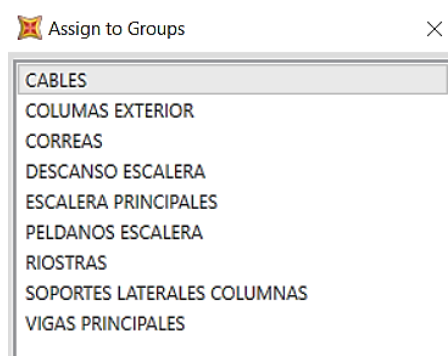 Assign to Groups
CABLES
COLUMAS EXTERIOR
CORREAS
DESCANSO ESCALERA
ESCALERA PRINCIPALES
PELDANOS ESCALERA
RIOSTRAS
SOPORTES LATERALES COLUMNAS
VIGAS PRINCIPALES